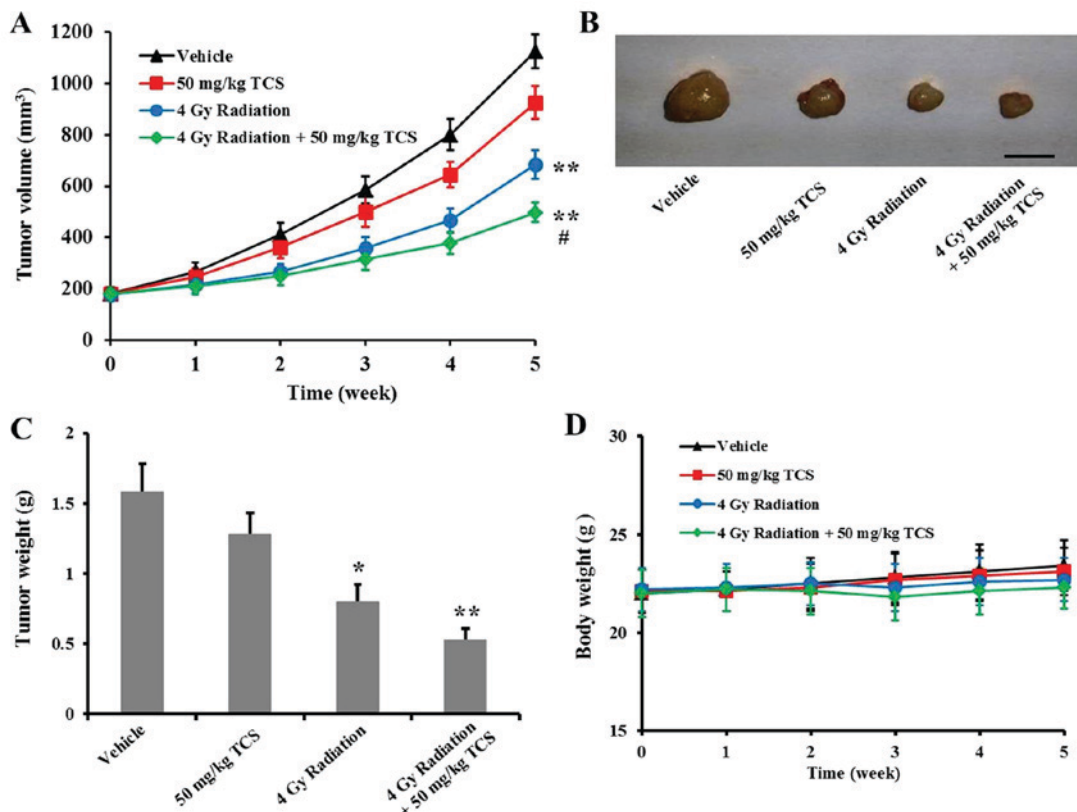 A
Tumor volume (mm³)
1200
1000
800
600
400
200
0
Vehicle
50 mg/kg TCS
4 Gy Radiation
4 Gy Radiation + 50 mg/kg TCS
**
**
#
0 1 2 3 4 5
Time (week)
B
Vehicle
50 mg/kg TCS
4 Gy Radiation
4 Gy Radiation
+ 50 mg/kg TCS
C
Tumor weight (g)
2
1.5
1
0.5
0
*
**
Vehicle
50 mg/kg TCS
4 Gy Radiation
4 Gy Radiation
+ 50 mg/kg TCS
D
Body weight (g)
30
25
20
15
Vehicle
50 mg/kg TCS
4 Gy Radiation
4 Gy Radiation + 50 mg/kg TCS
0 1 2 3 4 5
Time (week)